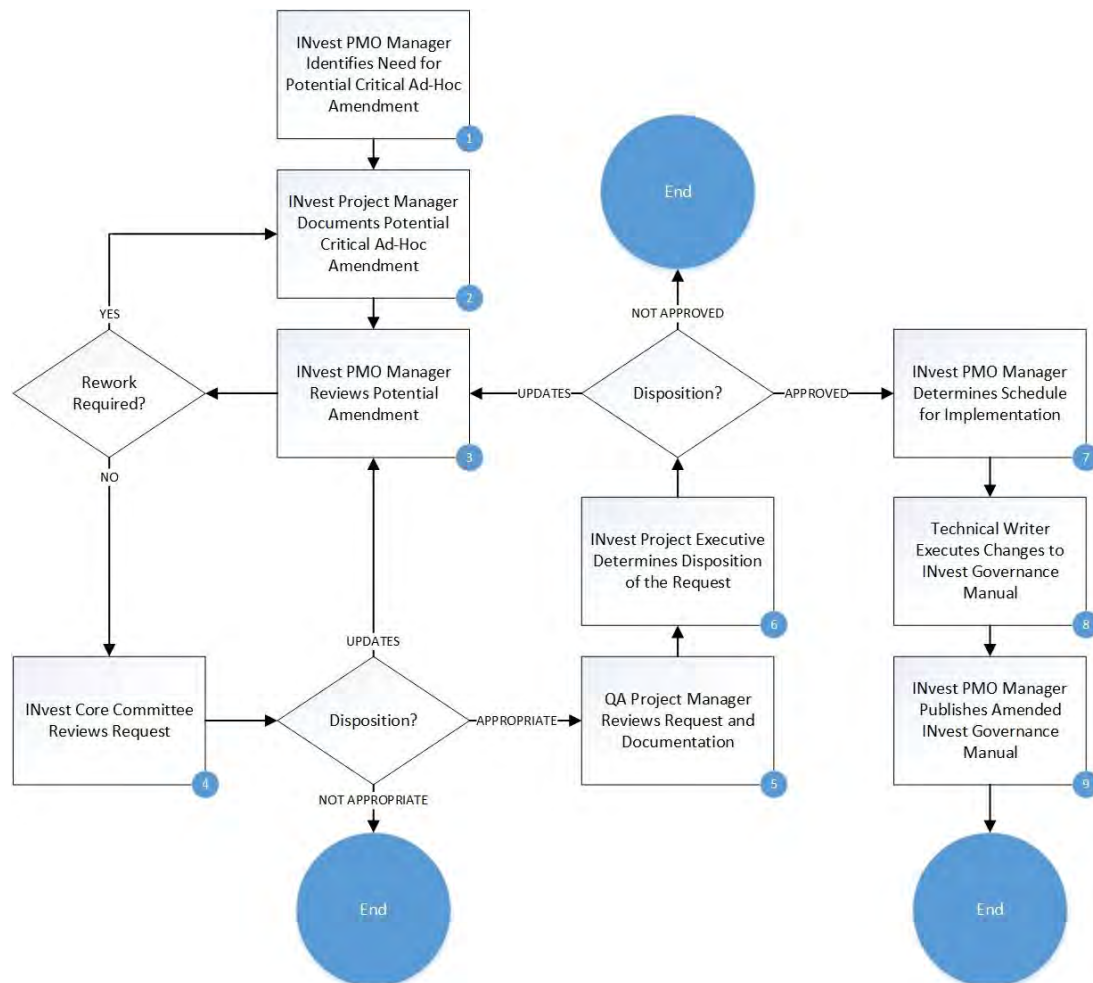 INvest PMO Manager
Identifies Need for
Potential Critical Ad-Hoc
Amendment
1
INvest Project Manager
Documents Potential
Critical Ad-Hoc
Amendment
2
End
NOT APPROVED
YES
Rework
Required?
NO
INvest PMO Manager
Reviews Potential
Amendment
3
UPDATES
Disposition?
APPROVED
INvest PMO Manager
Determines Schedule
for Implementation
7
INvest Project Executive
Determines Disposition
of the Request
6
Technical Writer
Executes Changes to
INvest Governance
Manual
8
INvest Core Committee
Reviews Request
4
UPDATES
Disposition?
APPROPRIATE
NOT APPROPRIATE
QA Project Manager
Reviews Request and
Documentation
5
INvest PMO Manager
Publishes Amended
INvest Governance
Manual
9
End
End